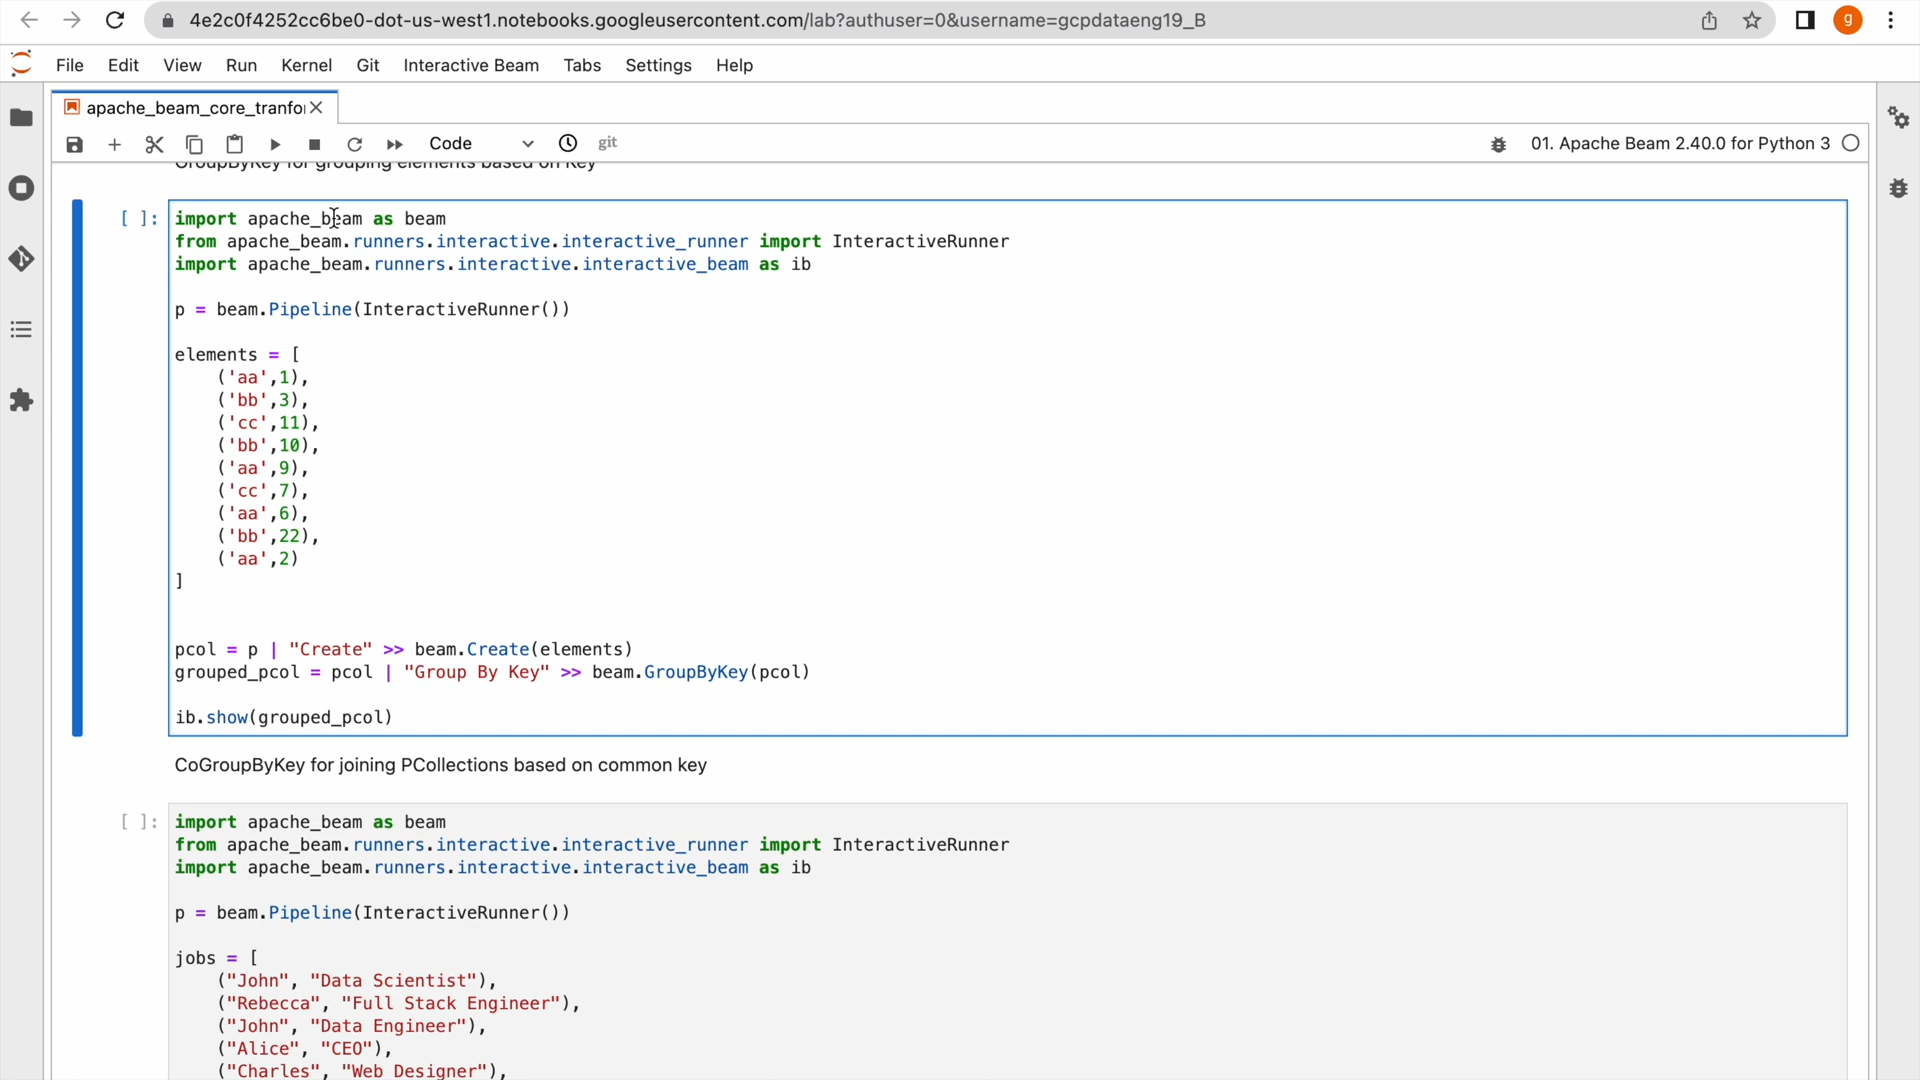 4e2c0f4252cc6be0-dot-us-west1.notebooks.googleusercontent.com/lab?authuser=0&username=gcpdataeng19_B
g
File Edit View Run Kernel Git Interactive Beam Tabs Settings Help
apache_beam_core_tranfo
Code
git
01. Apache Beam 2.40.0 for Python 3
GroupByKey for grouping elements based on Key
[ ]:
import apache_beam as beam
from apache_beam.runners.interactive.interactive_runner import InteractiveRunner
import apache_beam.runners.interactive.interactive_beam as ib
p = beam.Pipeline(InteractiveRunner())
elements = [
('aa',1),
('bb',3),
('cc',11),
('bb',10),
('aa',9),
('cc',7),
('aa',6),
('bb',22),
('aa',2)
]
pcol = p | "Create" >> beam.Create(elements)
grouped_pcol = pcol | "Group By Key" >> beam.GroupByKey(pcol)
ib.show(grouped_pcol)
CoGroupByKey for joining PCollections based on common key
[ ]:
import apache_beam as beam
from apache_beam.runners.interactive.interactive_runner import InteractiveRunner
import apache_beam.runners.interactive.interactive_beam as ib
p = beam.Pipeline(InteractiveRunner())
jobs = [
("John", "Data Scientist"),
("Rebecca", "Full Stack Engineer"),
("John", "Data Engineer"),
("Alice", "CEO"),
("Charles", "Web Designer"),